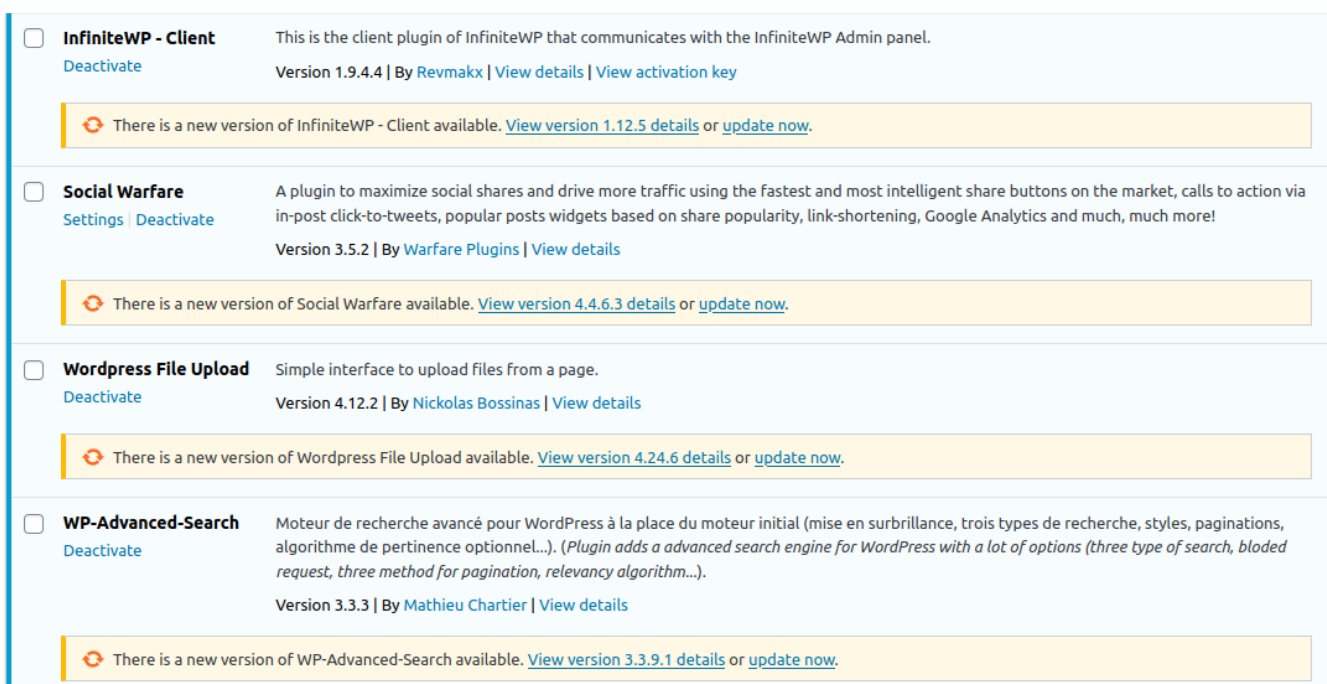 InfiniteWP - Client
This is the client plugin of InfiniteWP that communicates with the InfiniteWP Admin panel.
Deactivate
Version 1.9.4.4 | By Revmakx | View details | View activation key
There is a new version of InfiniteWP - Client available. View version 1.12.5 details or update now.
Social Warfare
A plugin to maximize social shares and drive more traffic using the fastest and most intelligent share buttons on the market, calls to action via
Settings | Deactivate
in-post click-to-tweets, popular posts widgets based on share popularity, link-shortening, Google Analytics and much, much more!
Version 3.5.2 | By Warfare Plugins | View details
There is a new version of Social Warfare available. View version 4.4.6.3 details or update now.
Wordpress File Upload
Simple interface to upload files from a page.
Deactivate
Version 4.12.2 | By Nickolas Bossinas | View details
There is a new version of Wordpress File Upload available. View version 4.24.6 details or update now.
WP-Advanced-Search
Moteur de recherche avancé pour WordPress à la place du moteur initial (mise en surbrillance, trois types de recherche, styles, paginations,
Deactivate
algorithme de pertinence optionnel...). (Plugin adds a advanced search engine for WordPress with a lot of options (three type of search, bloded
request, three method for pagination, relevancy algorithm...).
Version 3.3.3 | By Mathieu Chartier | View details
There is a new version of WP-Advanced-Search available. View version 3.3.9.1 details or update now.